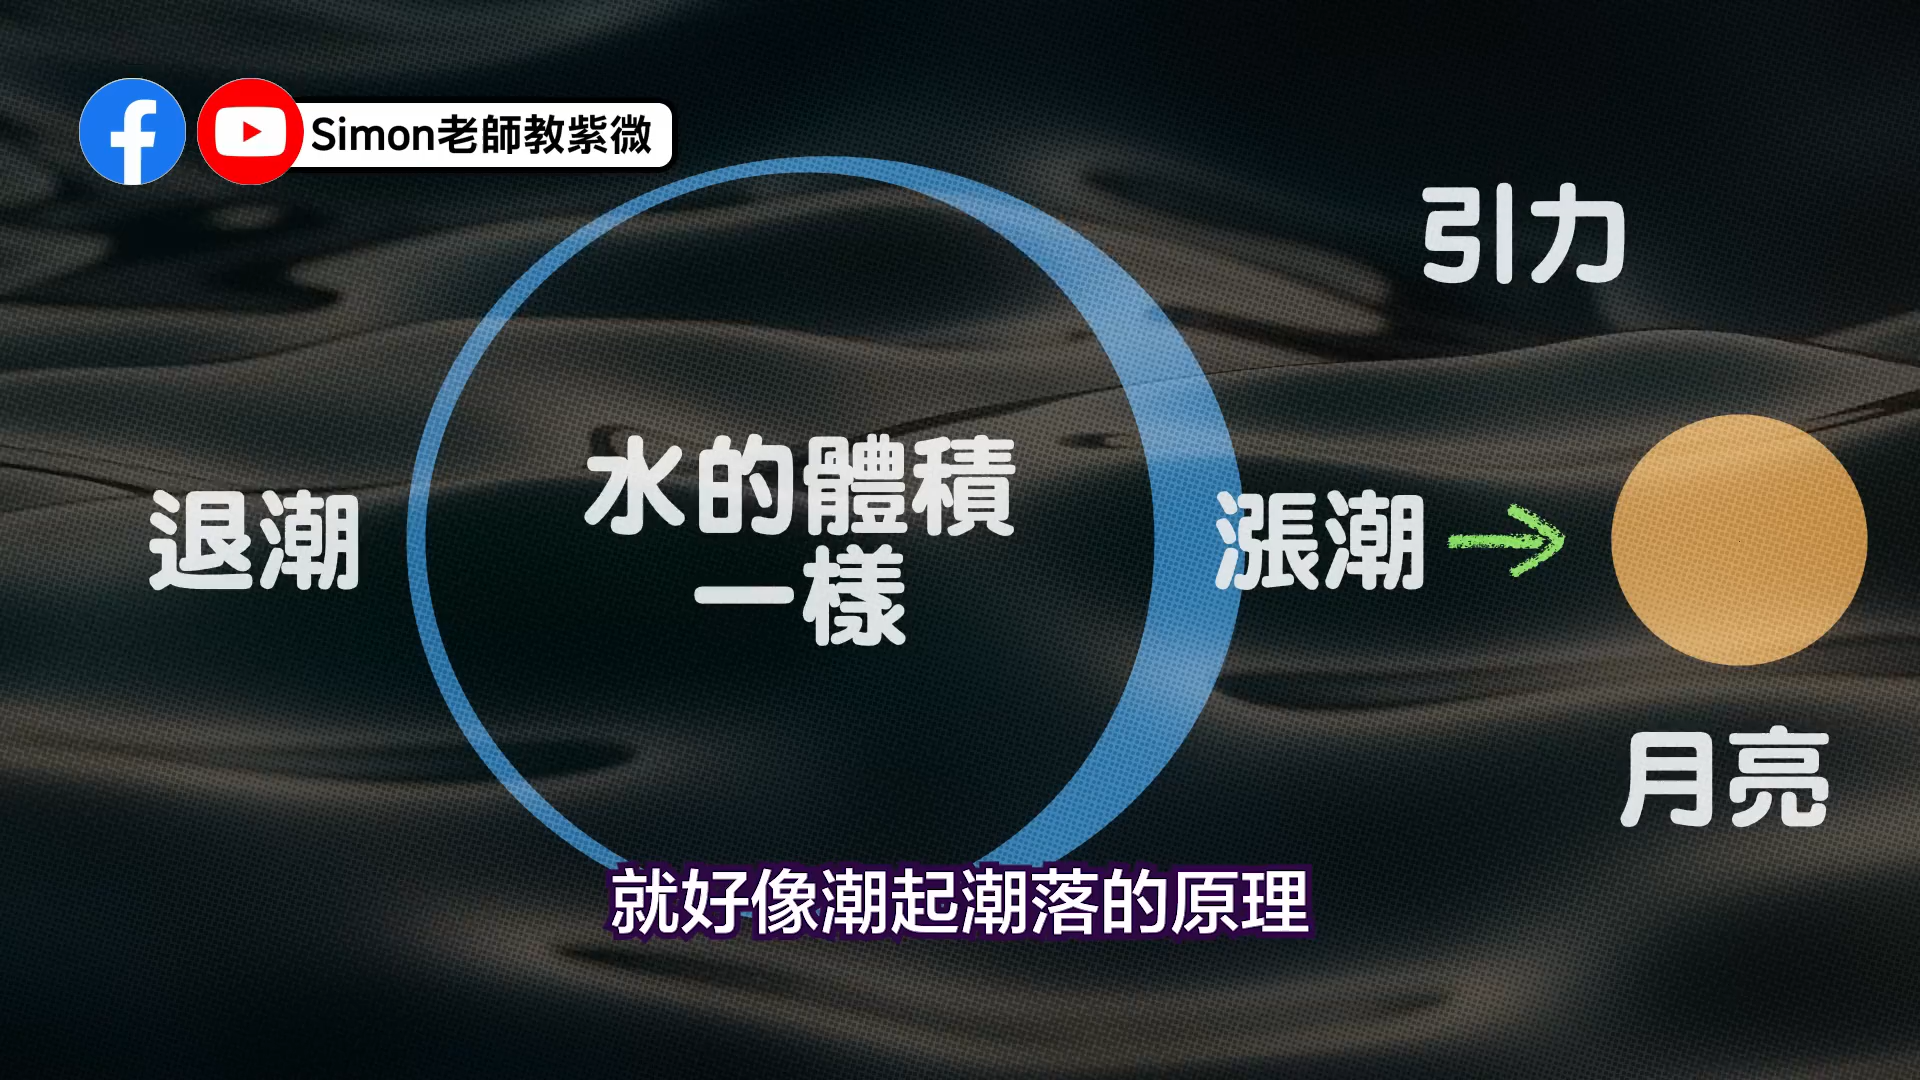 Simon老師教紫微
引力
水的體積
一樣
退潮
漲潮
月亮
就好像潮起潮落的原理